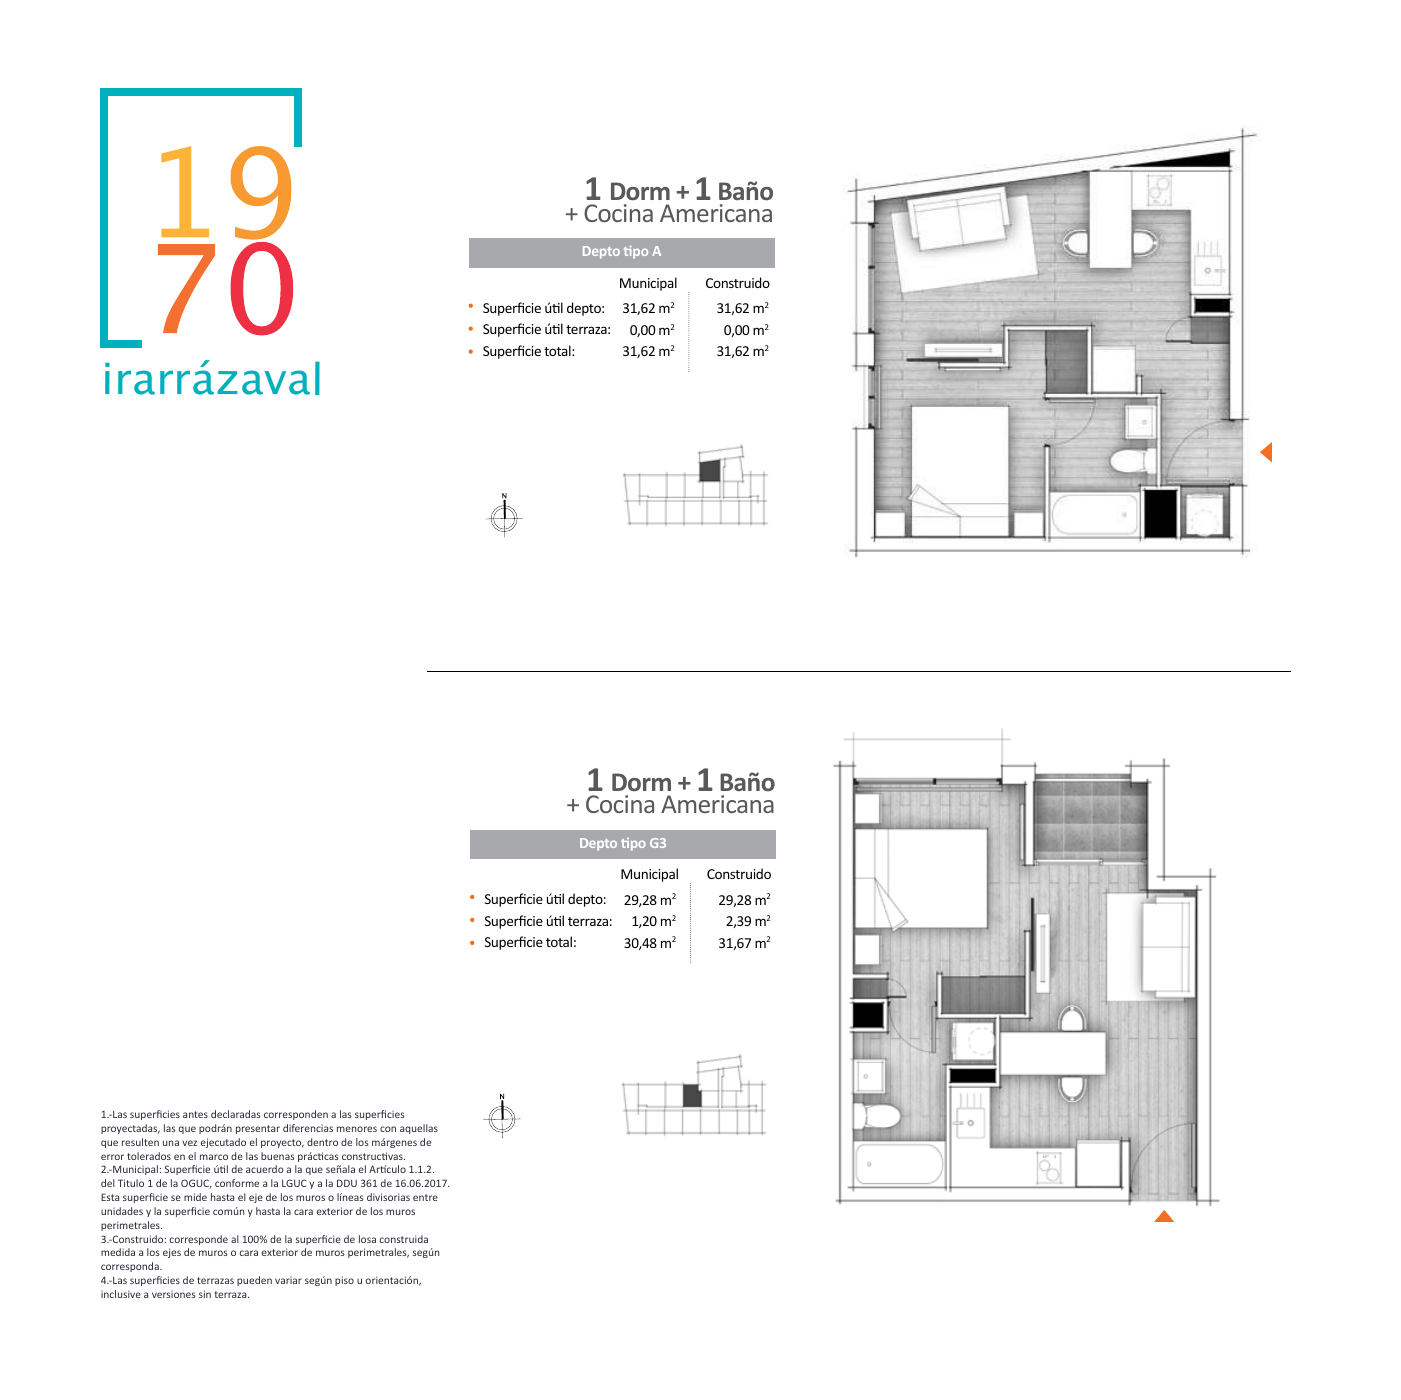 19
70
irarrázaval
1 Dorm + 1 Baño
+ Cocina Americana
Depto tipo A
Municipal Construido
• Superficie útil depto: 31,62 m² 31,62 m²
• Superficie útil terraza: 0,00 m² 0,00 m²
• Superficie total: 31,62 m² 31,62 m²
N
1 Dorm + 1 Baño
+ Cocina Americana
Depto tipo G3
Municipal Construido
• Superficie útil depto: 29,28 m² 29,28 m²
• Superficie útil terraza: 1,20 m² 2,39 m²
• Superficie total: 30,48 m² 31,67 m²
N
1.-Las superficies antes declaradas corresponden a las superficies
proyectadas, las que podrán presentar diferencias menores con aquellas
que resulten una vez ejecutado el proyecto, dentro de los márgenes de
error tolerados en el marco de las buenas prácticas constructivas.
2.-Municipal: Superficie útil de acuerdo a la que señala el Artículo 1.1.2.
del Titulo 1 de la OGUC, conforme a la LGUC y a la DDU 361 de 16.06.2017.
Esta superficie se mide hasta el eje de los muros o líneas divisorias entre
unidades y la superficie común y hasta la cara exterior de los muros
perimetrales.
3.-Construido: corresponde al 100% de la superficie de losa construida
medida a los ejes de muros o cara exterior de muros perimetrales, según
corresponda.
4.-Las superficies de terrazas pueden variar según piso u orientación,
inclusive a versiones sin terraza.